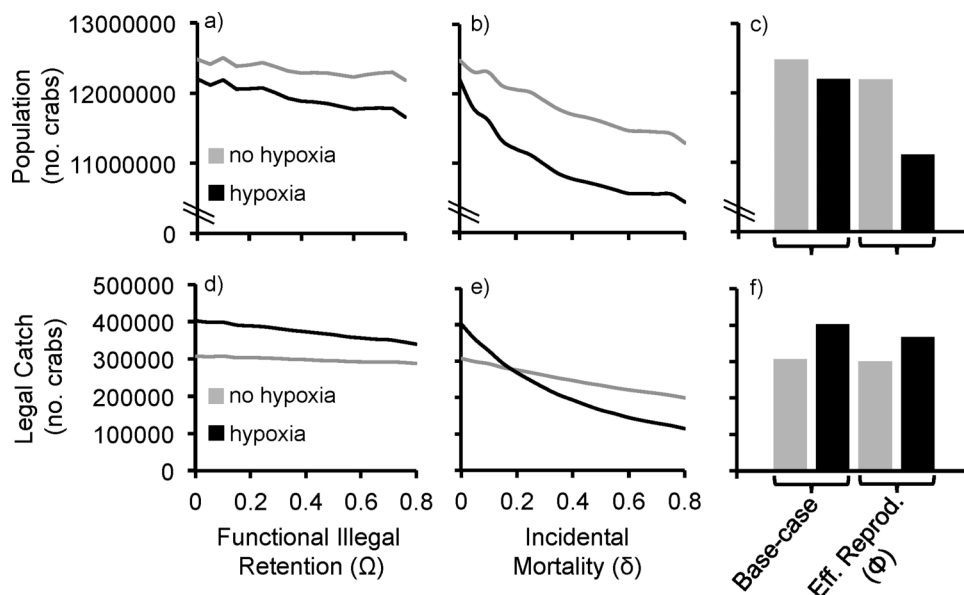 a)
b)
c)
13000000
12000000
11000000
0
Population
(no. crabs)
no hypoxia
hypoxia
d)
e)
f)
500000
400000
300000
200000
100000
0
Legal Catch
(no. crabs)
no hypoxia
hypoxia
0 0.2 0.4 0.6 0.8
0 0.2 0.4 0.6 0.8
Functional Illegal
Retention (Ω)
Incidental
Mortality (δ)
Base-case
Eff. Reprod.
(Φ)